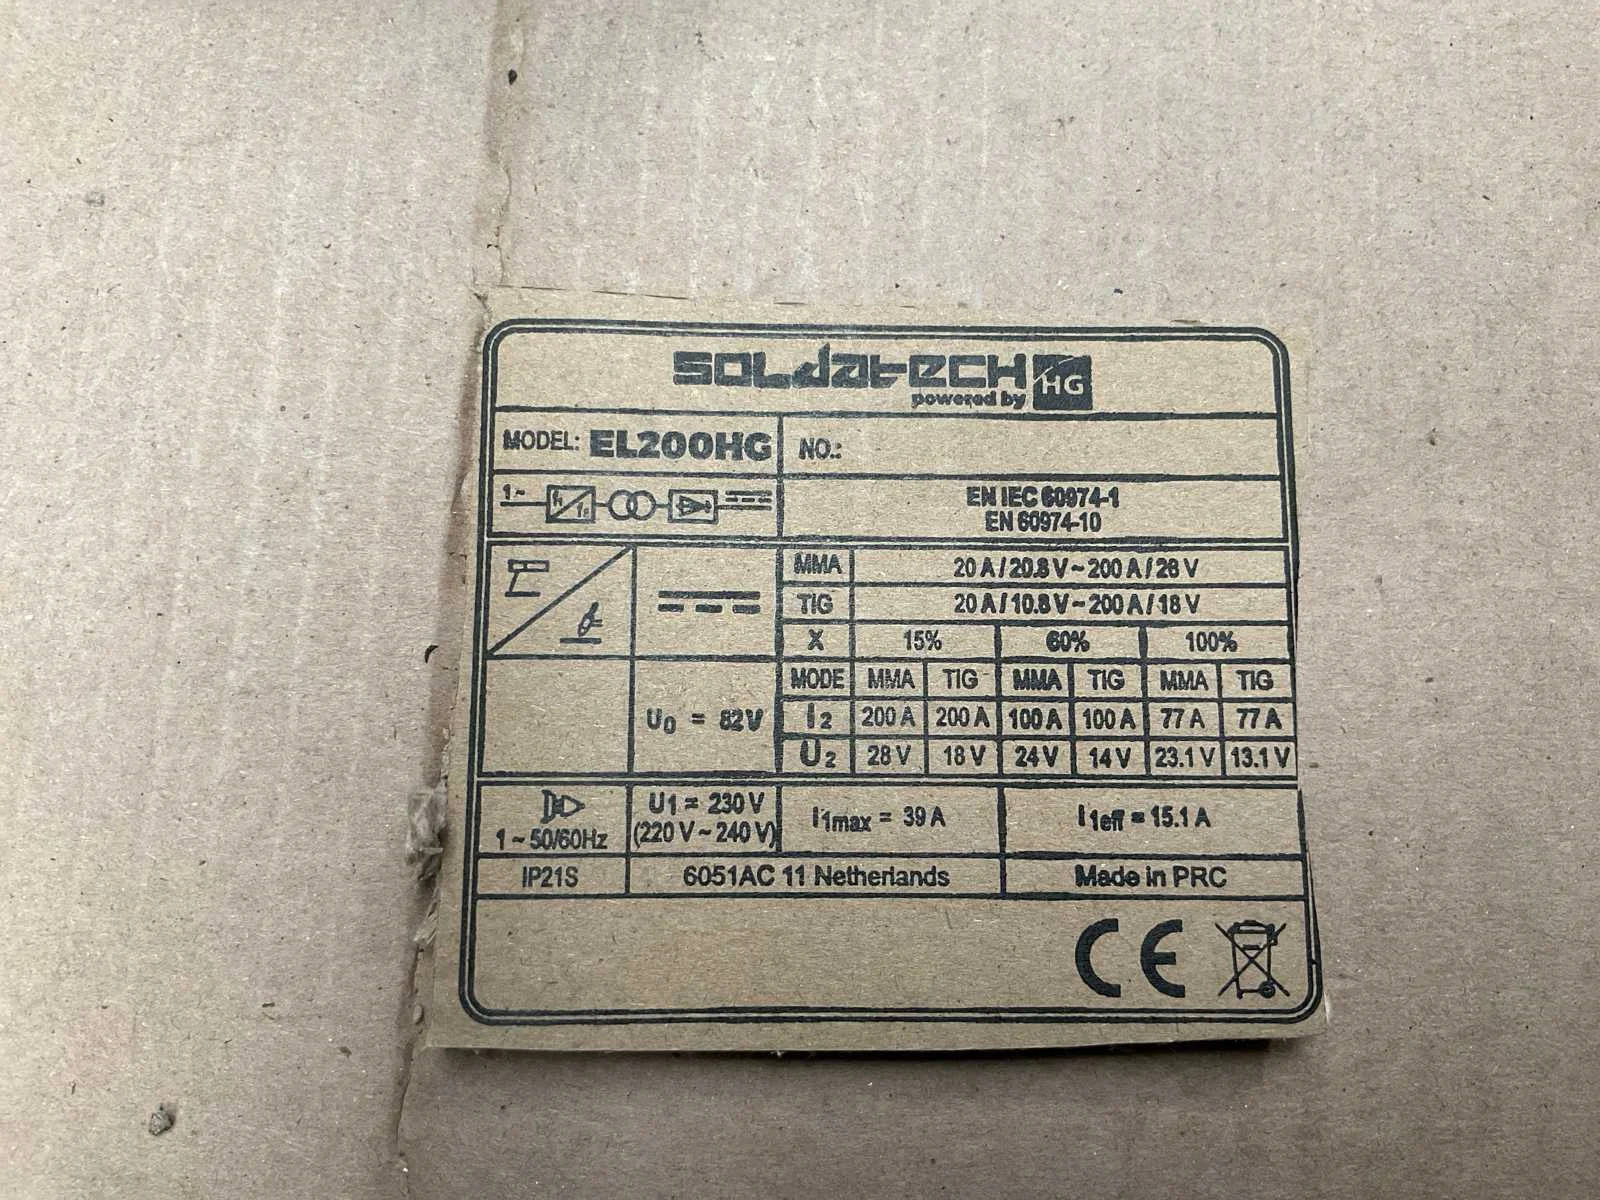 SOLdatECH HG
powered by
MODEL: EL200HG NO.:
1~ f1 f2
EN IEC 60974-1
EN 60974-10
MMA 20 A / 20.8 V ~ 200 A / 28 V
TIG 20 A / 10.8 V ~ 200 A / 18 V
X 15% 60% 100%
MODE MMA TIG MMA TIG MMA TIG
U0 = 82V
I2 200 A 200 A 100 A 100 A 77 A 77 A
U2 28 V 18 V 24 V 14 V 23.1 V 13.1 V
1 ~ 50/60Hz
U1 = 230 V
(220 V ~ 240 V)
I1max = 39 A
I1eff = 15.1 A
IP21S 6051AC 11 Netherlands Made in PRC
CE